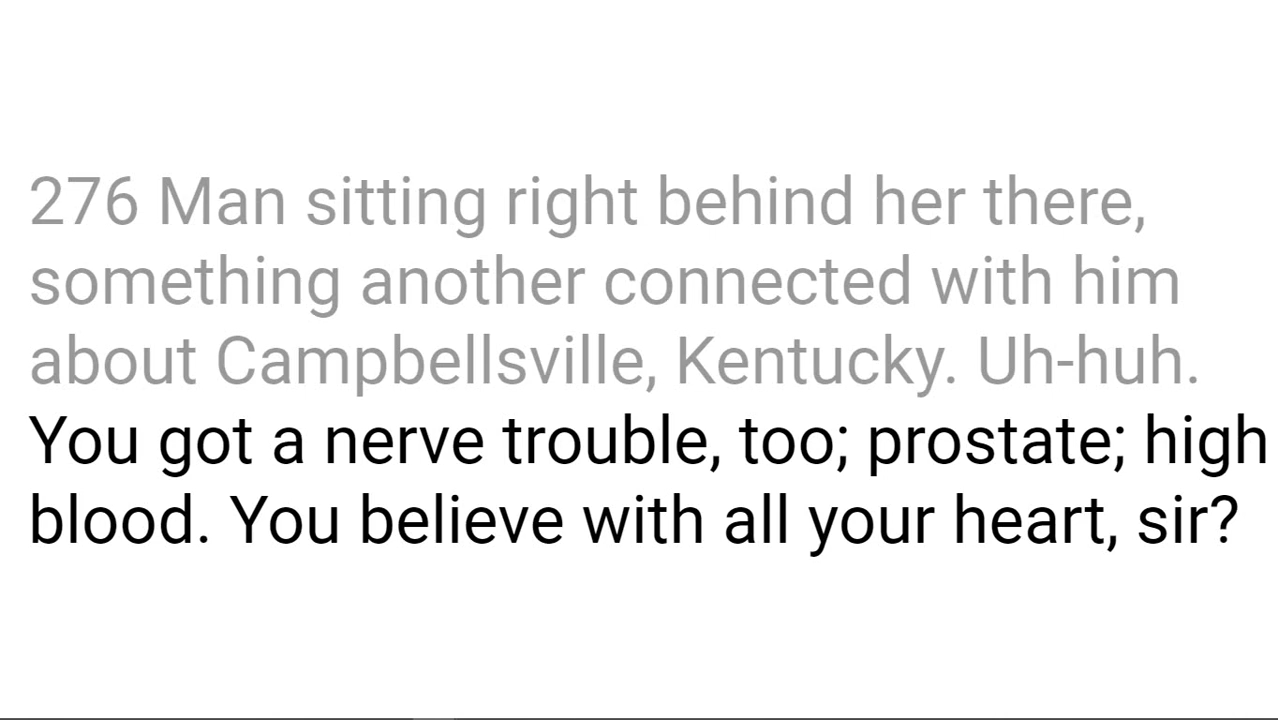 276 Man sitting right behind her there,
something another connected with him
about Campbellsville, Kentucky. Uh-huh.
You got a nerve trouble, too; prostate; high
blood. You believe with all your heart, sir?